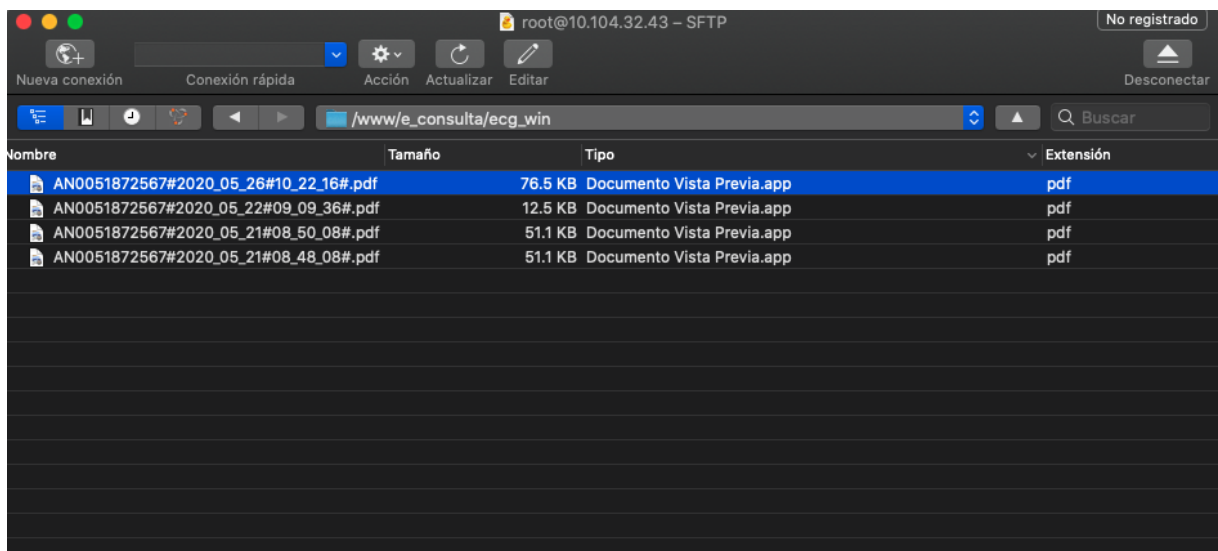 root@10.104.32.43 – SFTP
No registrado
Nueva conexión
Conexión rápida
Acción
Actualizar
Editar
Desconectar
/www/e_consulta/ecg_win
Buscar
Nombre Tamaño Tipo Extensión
AN0051872567#2020_05_26#10_22_16#.pdf 76.5 KB Documento Vista Previa.app pdf
AN0051872567#2020_05_22#09_09_36#.pdf 12.5 KB Documento Vista Previa.app pdf
AN0051872567#2020_05_21#08_50_08#.pdf 51.1 KB Documento Vista Previa.app pdf
AN0051872567#2020_05_21#08_48_08#.pdf 51.1 KB Documento Vista Previa.app pdf